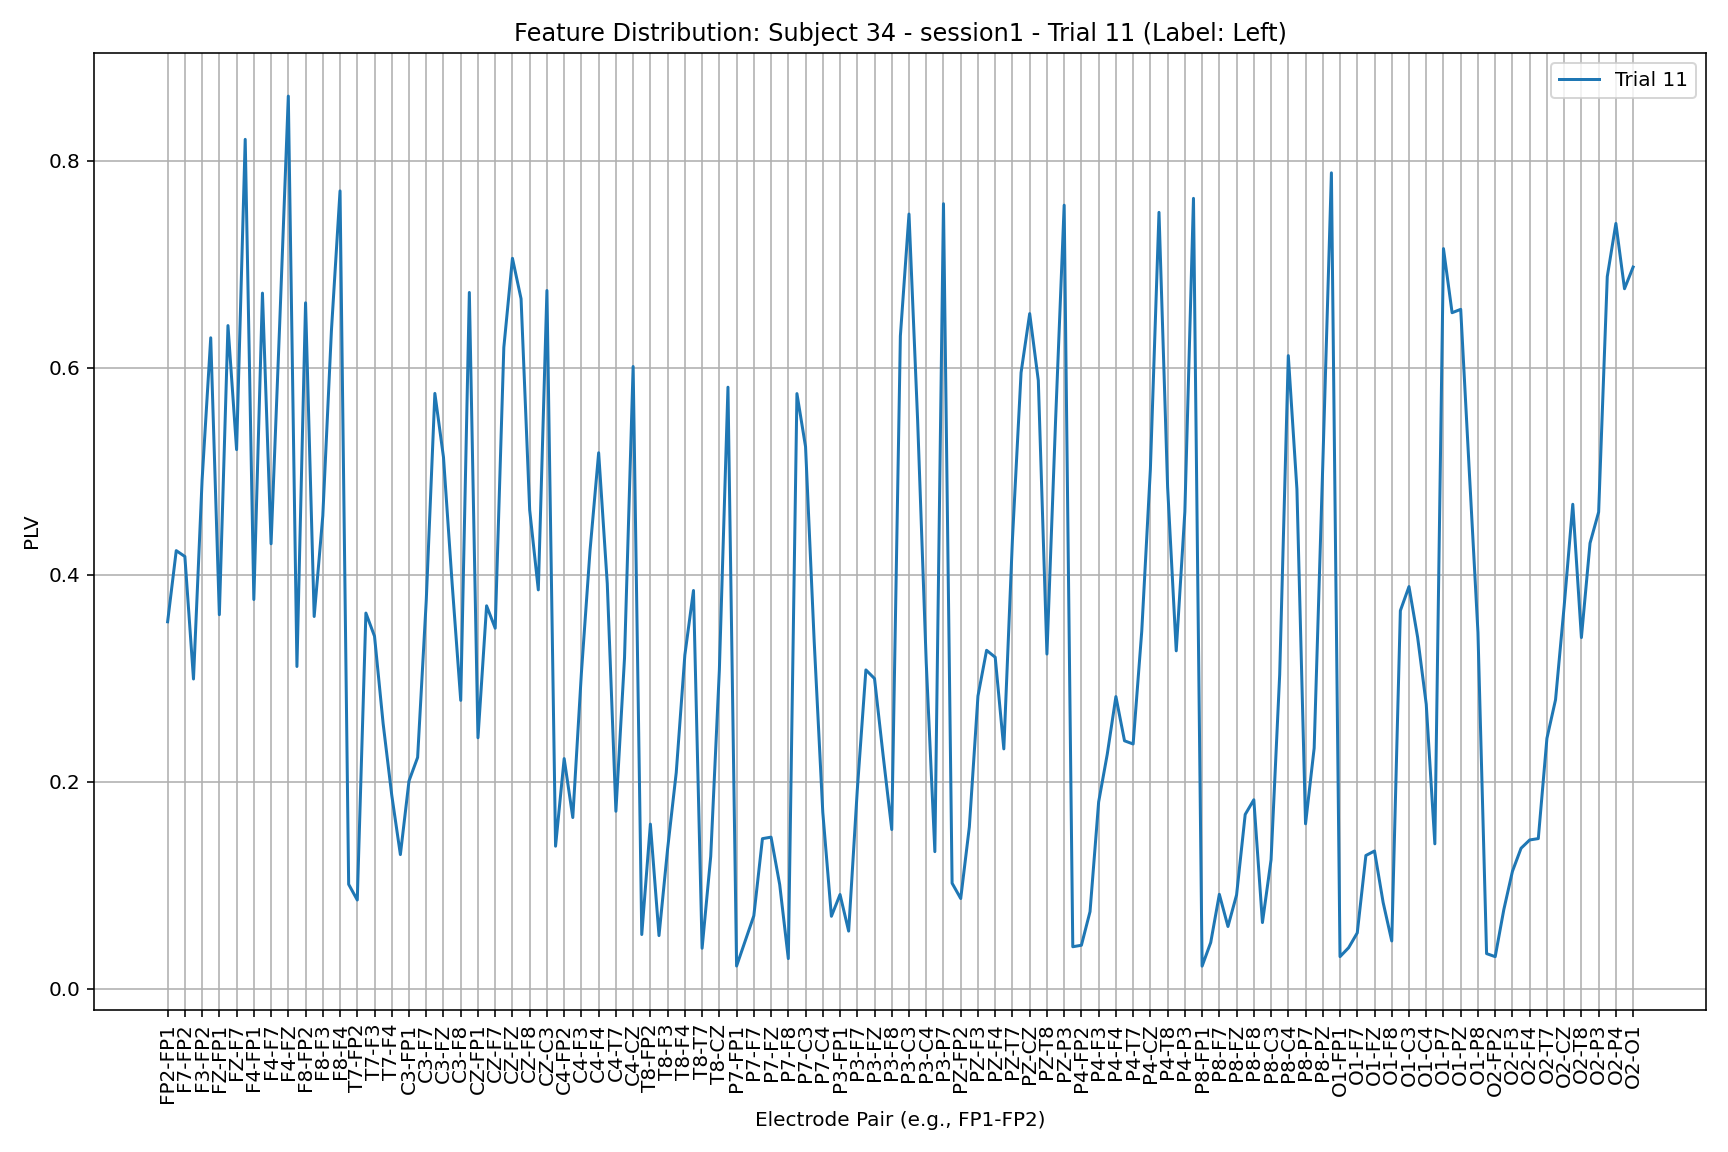 Feature Distribution: Subject 34 - session1 - Trial 11 (Label: Left)
Trial 11
PLV
0.8
0.6
0.4
0.2
0.0
FP2-FP1
F7-FP2
F3-FP2
FZ-FP1
FZ-F7
F4-FP1
F4-F7
F4-FZ
F8-FP2
F8-F3
F8-F4
T7-FP2
T7-F3
T7-F4
C3-FP1
C3-F7
C3-FZ
C3-F8
CZ-FP1
CZ-F7
CZ-FZ
CZ-F8
CZ-C3
C4-FP2
C4-F3
C4-F4
C4-T7
C4-CZ
T8-FP2
T8-F3
T8-F4
T8-T7
T8-CZ
P7-FP1
P7-F7
P7-FZ
P7-F8
P7-C3
P7-C4
P3-FP1
P3-F7
P3-FZ
P3-F8
P3-C3
P3-C4
P3-P7
PZ-FP2
PZ-F3
PZ-F4
PZ-T7
PZ-CZ
PZ-T8
PZ-P3
P4-FP2
P4-F3
P4-F4
P4-T7
P4-CZ
P4-T8
P4-P3
P8-FP1
P8-F7
P8-FZ
P8-F8
P8-C3
P8-C4
P8-P7
P8-PZ
O1-FP1
O1-F7
O1-FZ
O1-F8
O1-C3
O1-C4
O1-P7
O1-PZ
O1-P8
O2-FP2
O2-F3
O2-F4
O2-T7
O2-CZ
O2-T8
O2-P3
O2-P4
O2-O1
Electrode Pair (e.g., FP1-FP2)